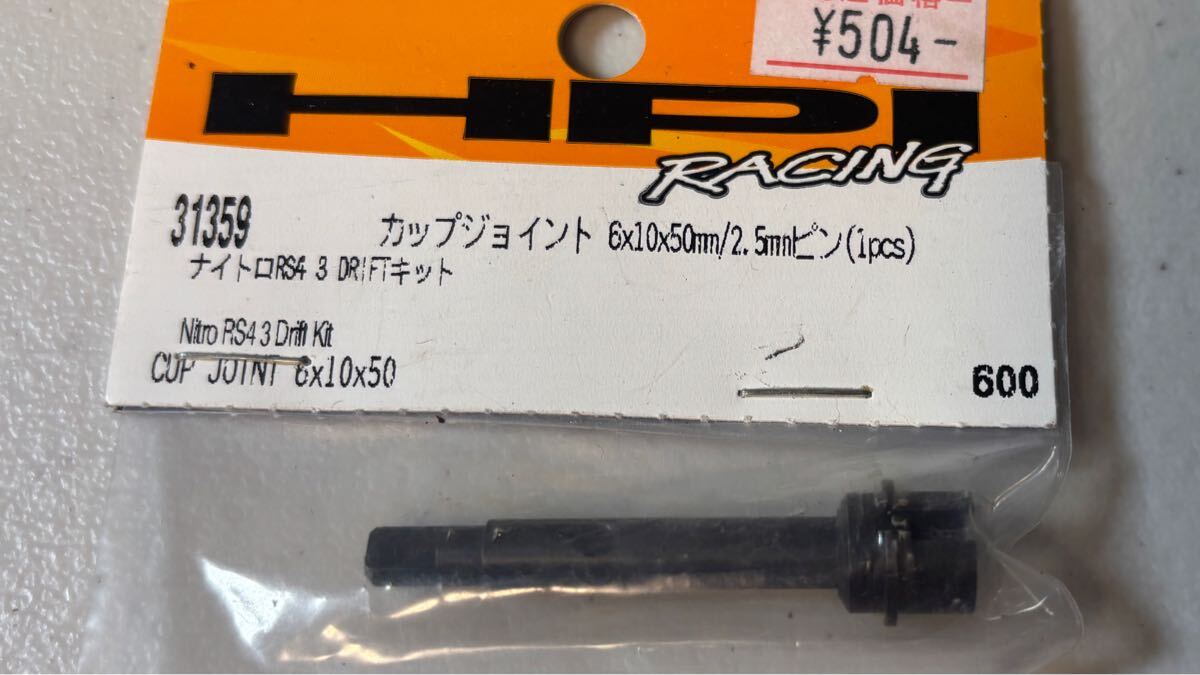 ¥504-
HPI
RACING
31359 カップジョイント 6x10x50mm/2.5mmピン(1pcs)
ナイトロRS4 3 DRIFTキット
Nitro RS4 3 Drift Kit
CUP JOINT 6x10x50
600